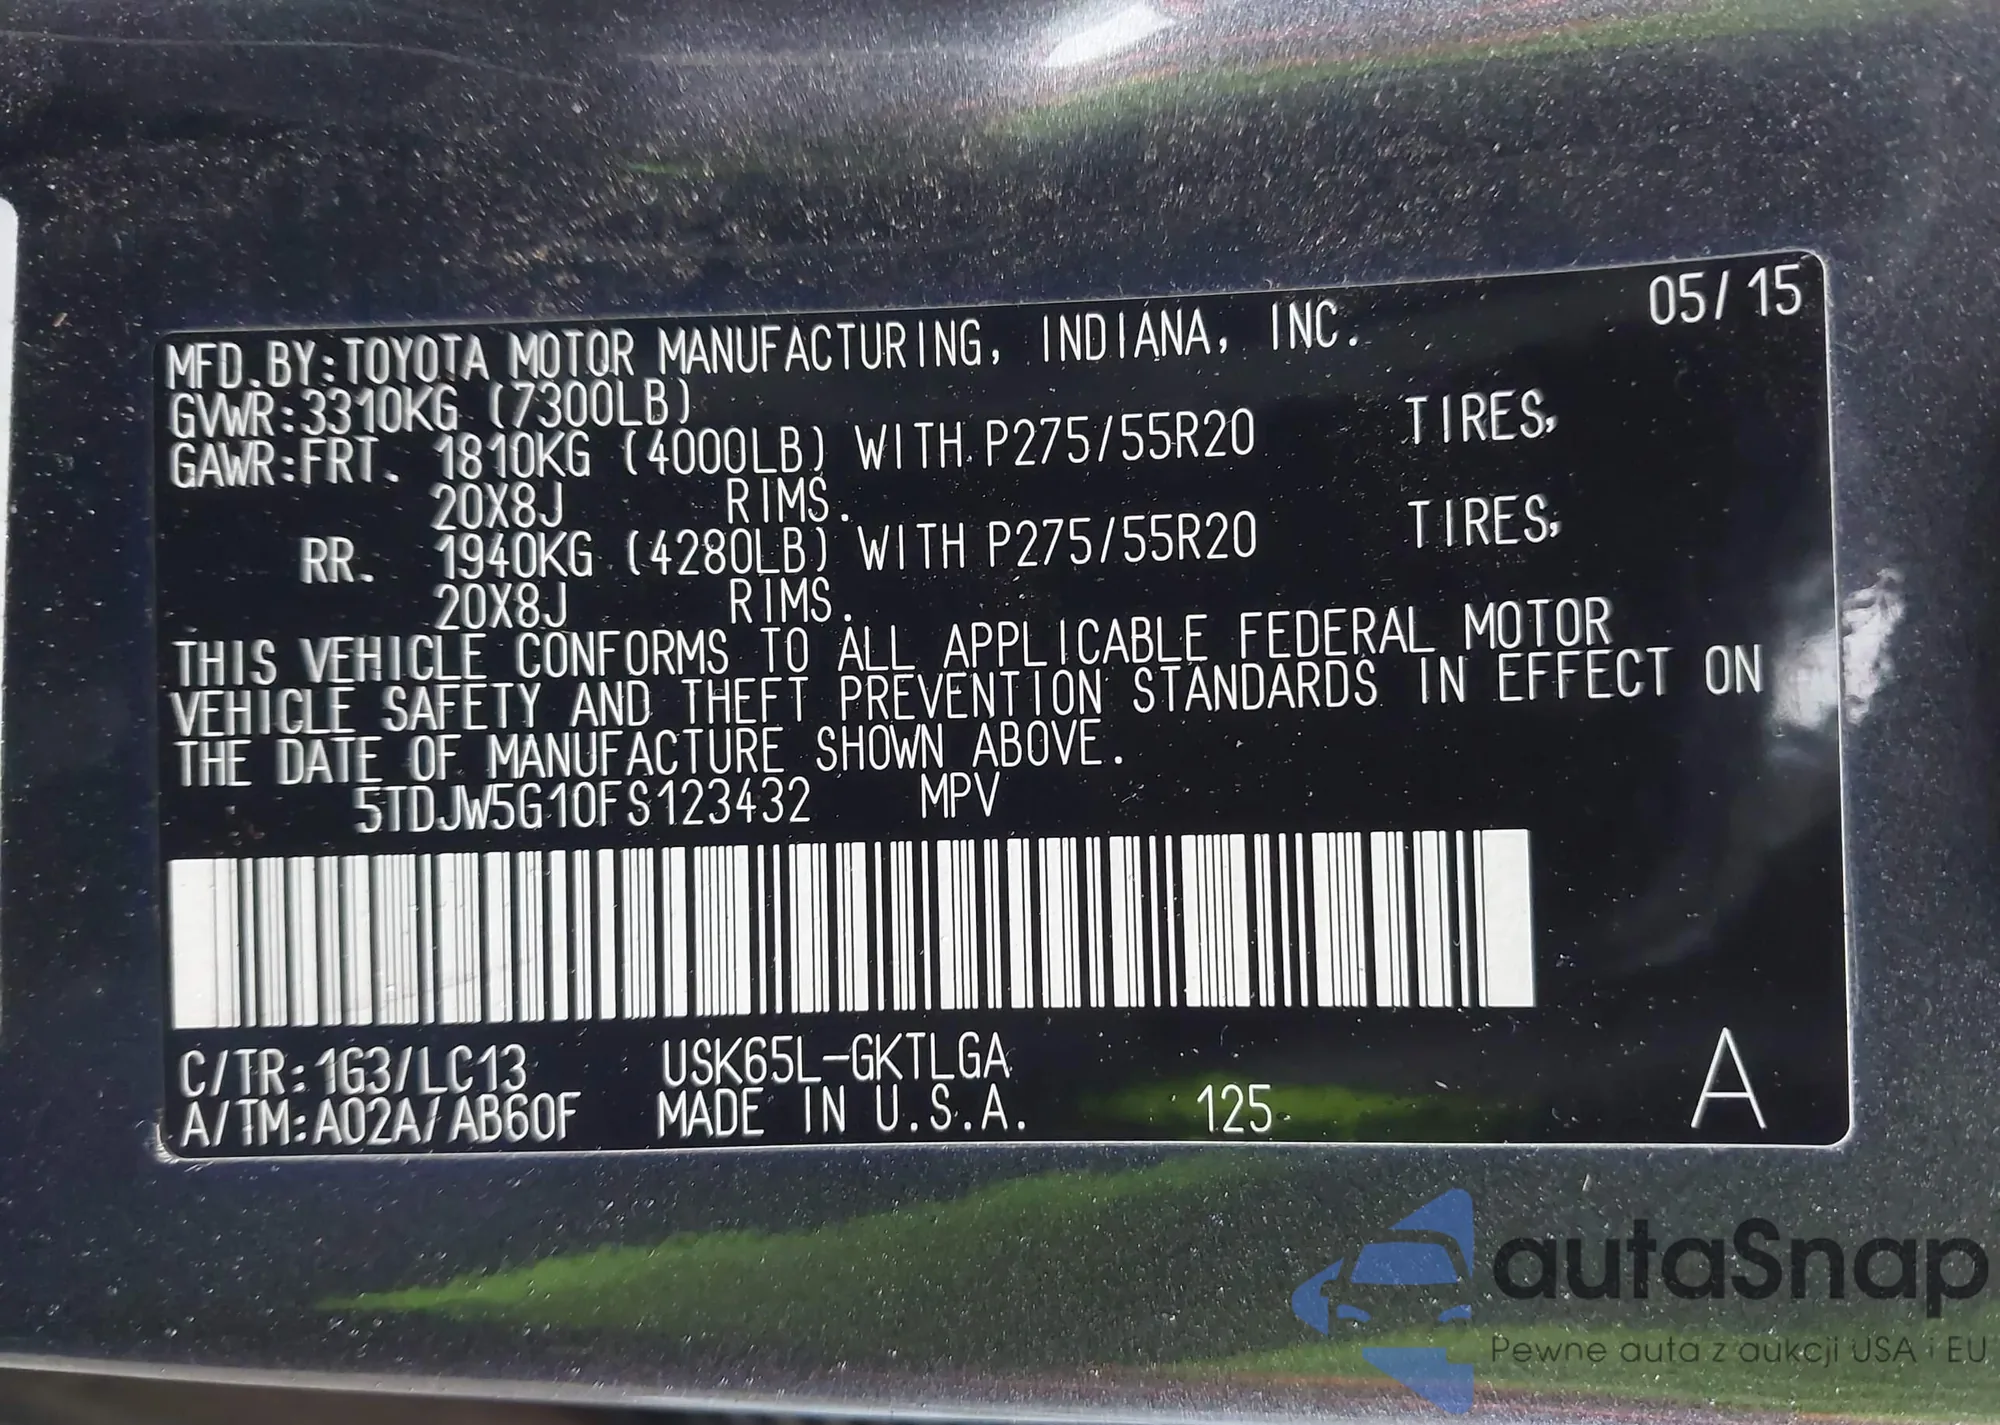 05/15
MFD.BY:TOYOTA MOTOR MANUFACTURING, INDIANA, INC.
GVWR:3310KG (7300LB)
GAWR:FRT. 1810KG (4000LB) WITH P275/55R20 TIRES,
20X8J RIMS.
RR. 1940KG (4280LB) WITH P275/55R20 TIRES,
20X8J RIMS.
THIS VEHICLE CONFORMS TO ALL APPLICABLE FEDERAL MOTOR
VEHICLE SAFETY AND THEFT PREVENTION STANDARDS IN EFFECT ON
THE DATE OF MANUFACTURE SHOWN ABOVE.
5TDJW5G10FS123432 MPV
C/TR:1G3/LC13 USK65L-GKTLGA
A/TM:A02A/AB60F MADE IN U.S.A. 125 A
autaSnap
Pewne auta z aukcji USA i EU